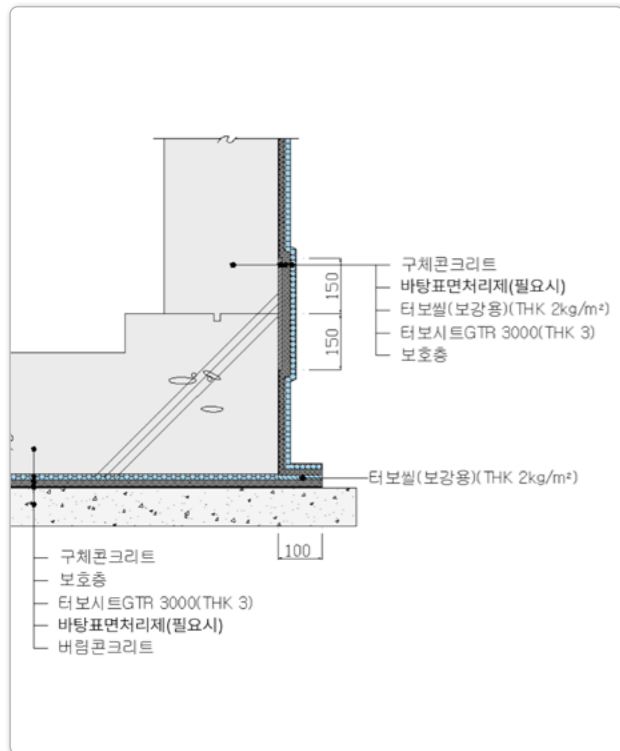 구체콘크리트
바탕표면처리제(필요시)
터보씰(보강용)(THK 2kg/m²)
터보시트GTR 3000(THK 3)
보호층
150
150
터보씰(보강용)(THK 2kg/m²)
100
구체콘크리트
보호층
터보시트GTR 3000(THK 3)
바탕표면처리제(필요시)
버림콘크리트